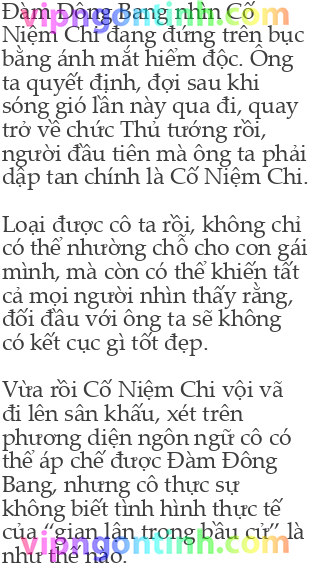 Đàm Đông Bang nhìn Cố
vipngontinh.com
Niệm Chi đang đứng trên bục
bằng ánh mắt hiểm độc. Ông
ta quyết định, đợi sau khi
sóng gió lần này qua đi, quay
trở về chức Thủ tướng rồi,
người đầu tiên mà ông ta phải
dập tan chính là Cố Niệm Chi.
Loại được cô ta rồi, không chỉ
có thể nhường chỗ cho con gái
mình, mà còn có thể khiến tất
cả mọi người nhìn thấy rằng,
đối đầu với ông ta sẽ không
có kết cục gì tốt đẹp.
Vừa rồi Cố Niệm Chi vội vã
đi lên sân khấu, xét trên
phương diện ngôn ngữ cô có
thể áp chế được Đàm Đông
Bang, nhưng cô thực sự
không biết tình hình thực tế
của “gian lận trong bầu cử” là
vipngontinh.com
như thế nào.